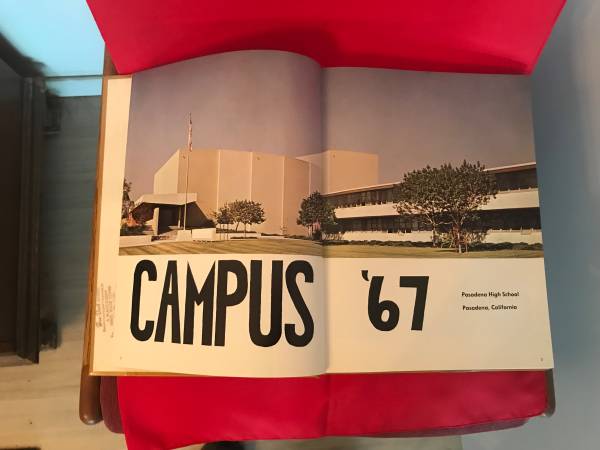 CAMPUS '67
Pasadena High School
Pasadena, California